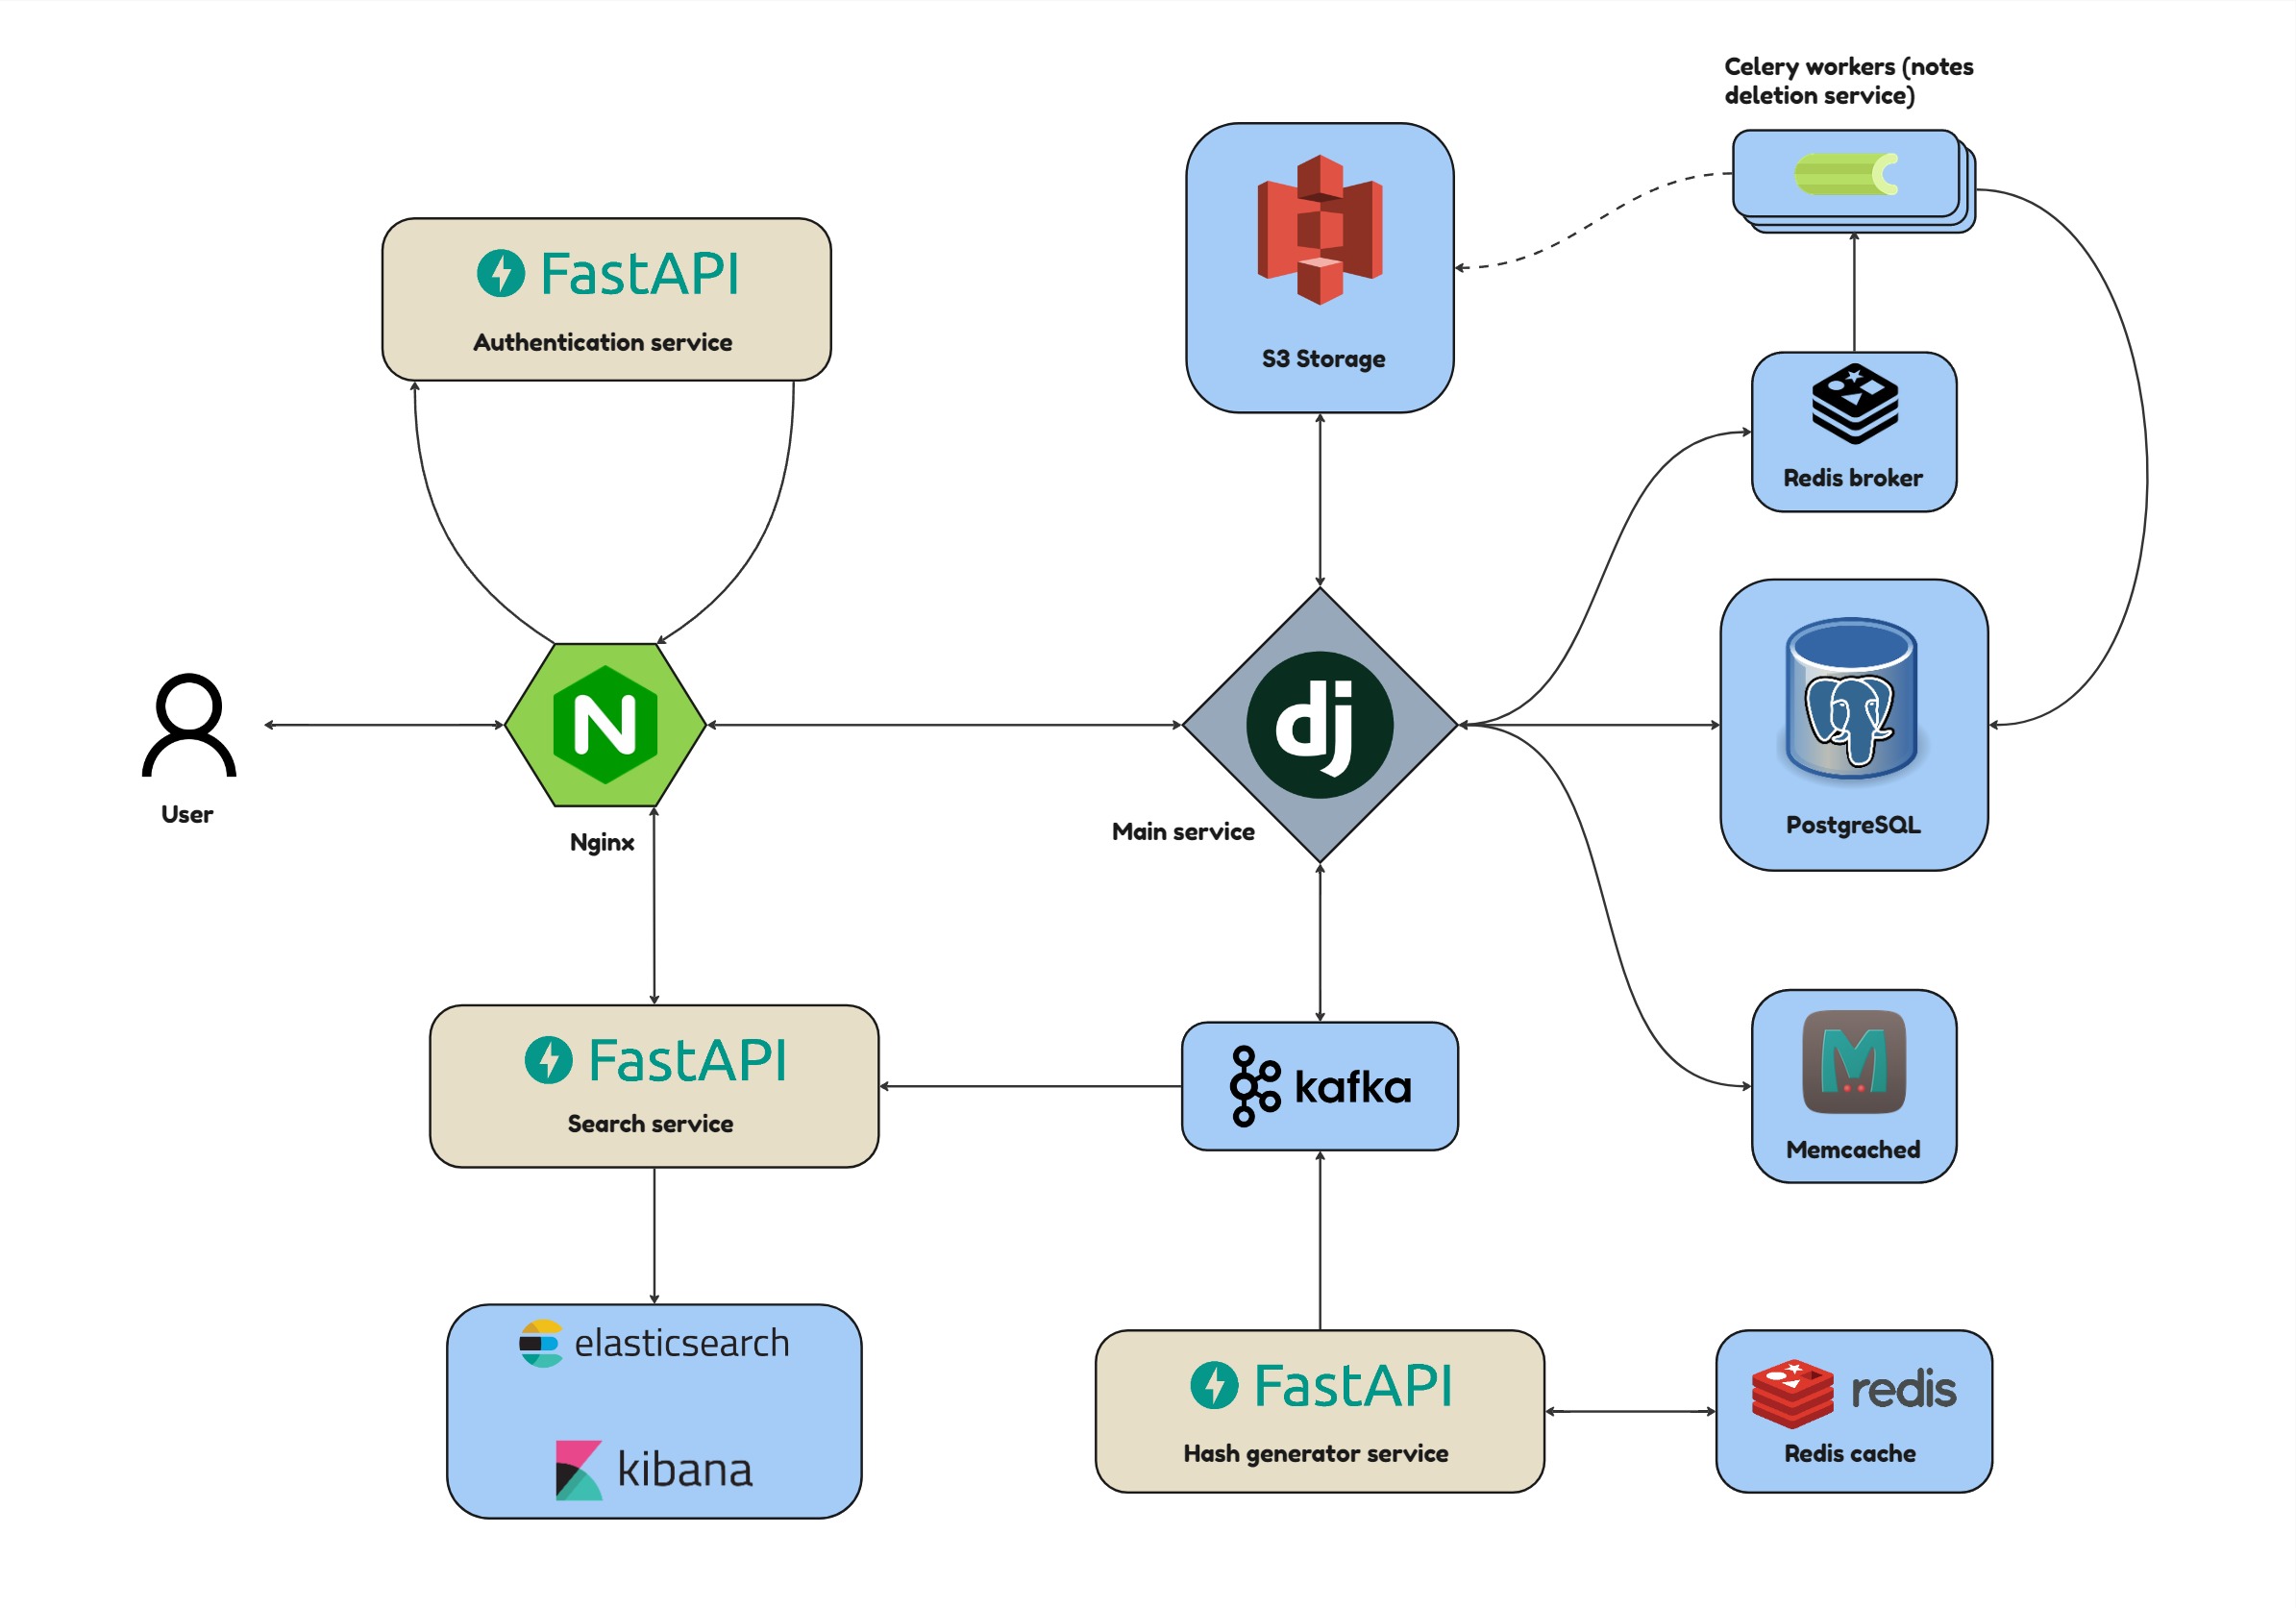 Celery workers (notes
deletion service)
FastAPI
Authentication service
S3 Storage
Redis broker
User
N
Nginx
dj
Main service
PostgreSQL
FastAPI
Search service
kafka
M
Memcached
elasticsearch
kibana
FastAPI
Hash generator service
redis
Redis cache